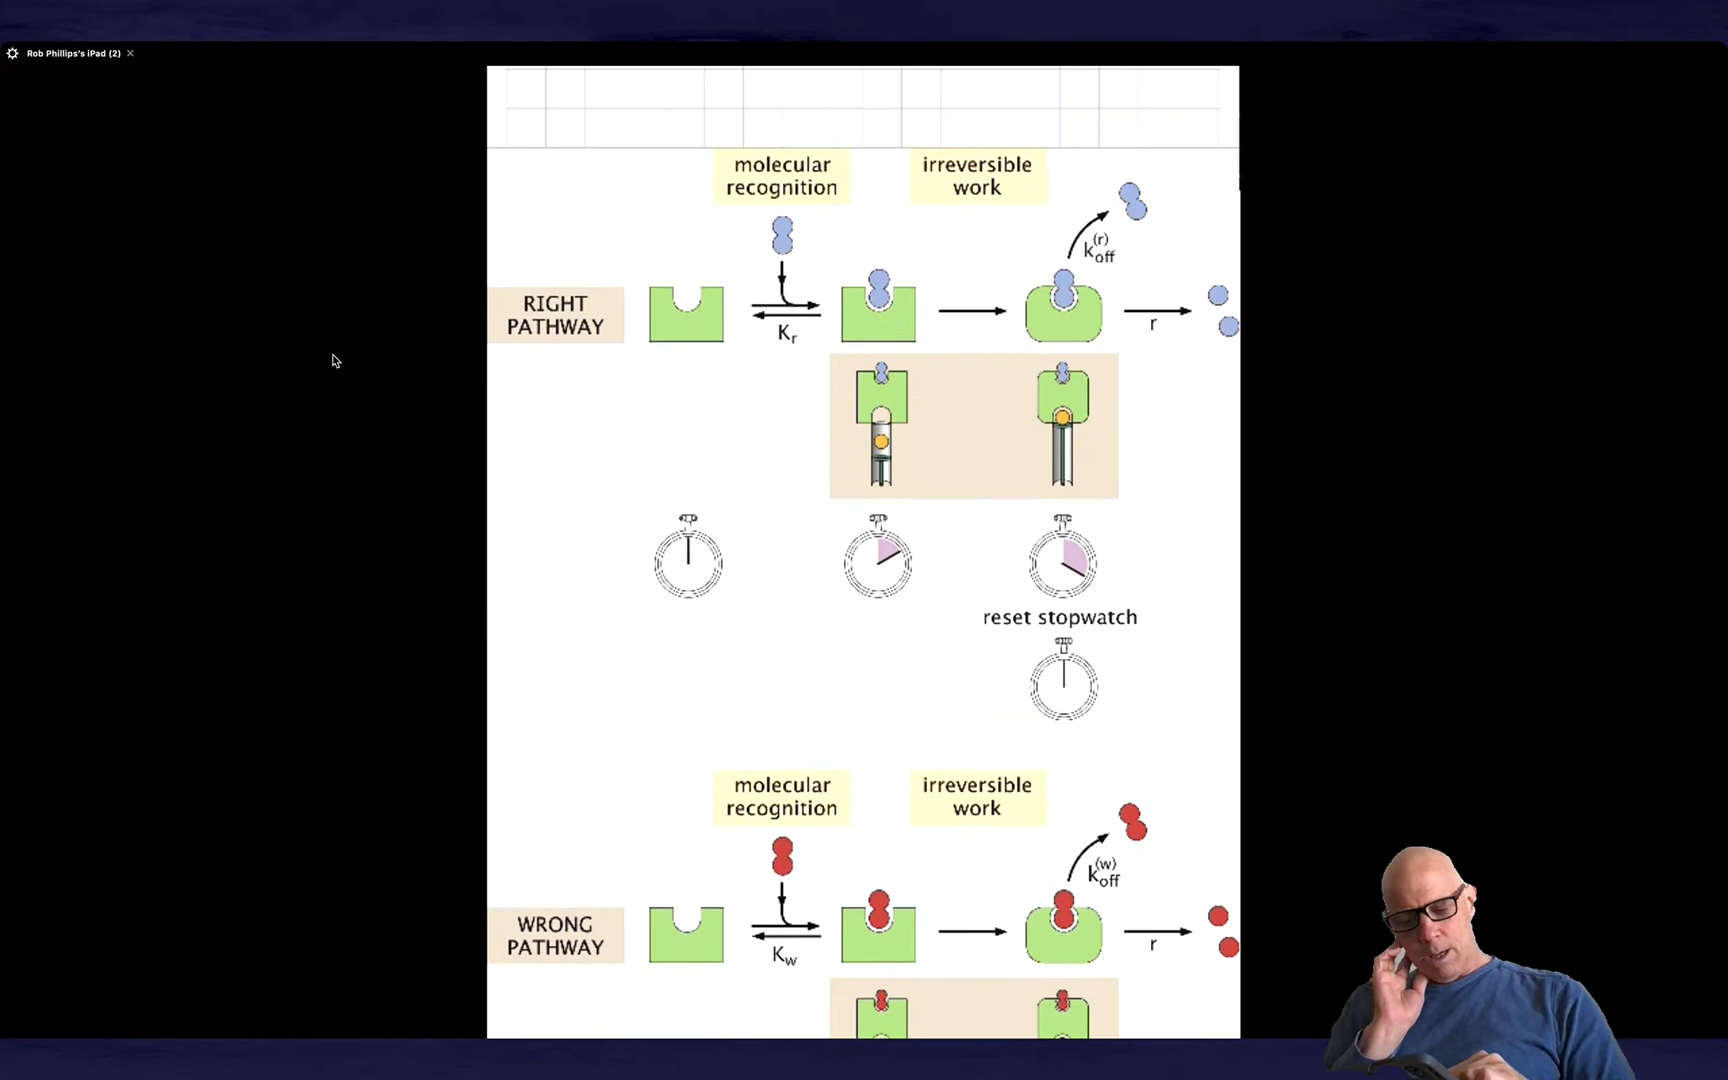 Rob Phillips's iPad (2)
molecular
recognition
irreversible
work
k_off^(r)
RIGHT
PATHWAY
K_r
r
reset stopwatch
molecular
recognition
irreversible
work
k_off^(w)
WRONG
PATHWAY
K_w
r